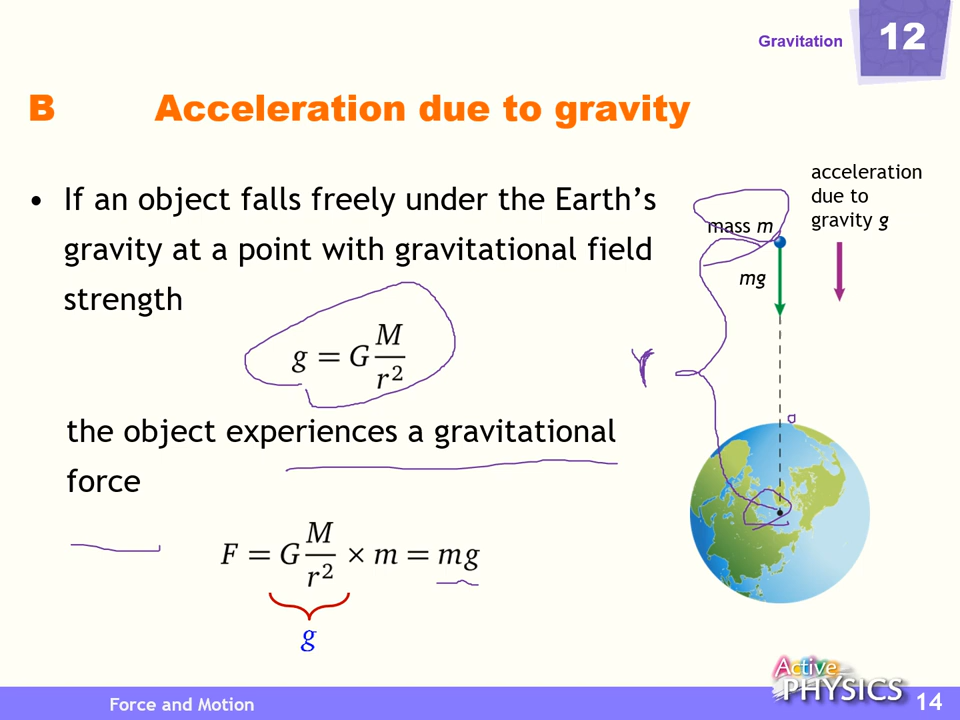 Gravitation 12
B Acceleration due to gravity
• If an object falls freely under the Earth’s
gravity at a point with gravitational field
strength
g = G M/r²
the object experiences a gravitational
force
F = G M/r² × m = mg
g
acceleration
due to
gravity g
mass m
mg
r
Active
PHYSICS
Force and Motion 14